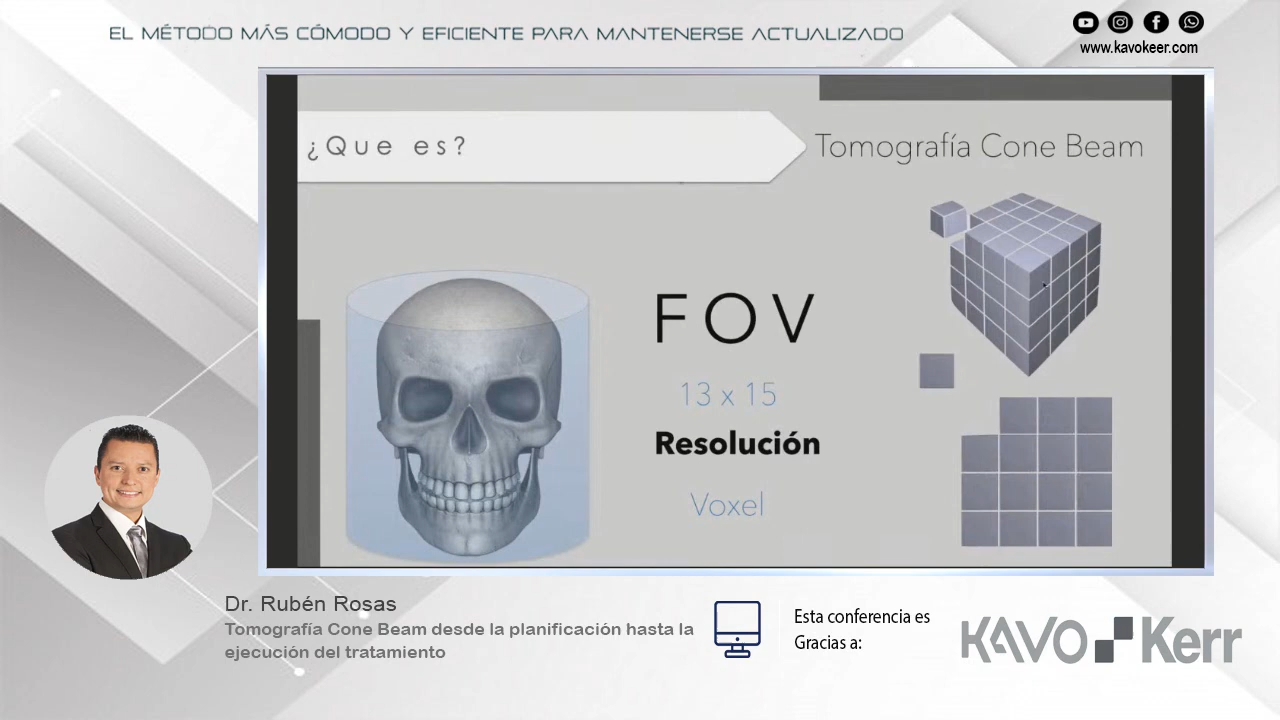 EL MÉTODO MÁS CÓMODO Y EFICIENTE PARA MANTENERSE ACTUALIZADO
www.kavokeer.com
¿Que es?
Tomografía Cone Beam
FOV
13 x 15
Resolución
Voxel
Dr. Rubén Rosas
Tomografía Cone Beam desde la planificación hasta la
ejecución del tratamiento
Esta conferencia es
Gracias a:
KAVO Kerr